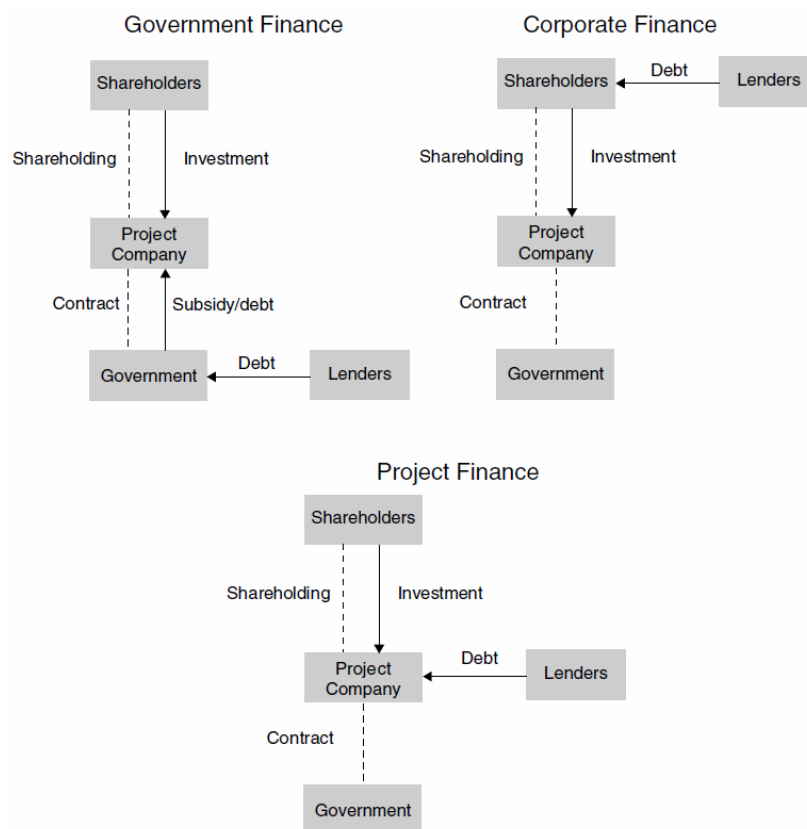 Government Finance
Shareholders
Shareholding
Investment
Project
Company
Contract
Subsidy/debt
Government
Debt
Lenders
Corporate Finance
Shareholders
Debt
Lenders
Shareholding
Investment
Project
Company
Contract
Government
Project Finance
Shareholders
Shareholding
Investment
Project
Company
Debt
Lenders
Contract
Government